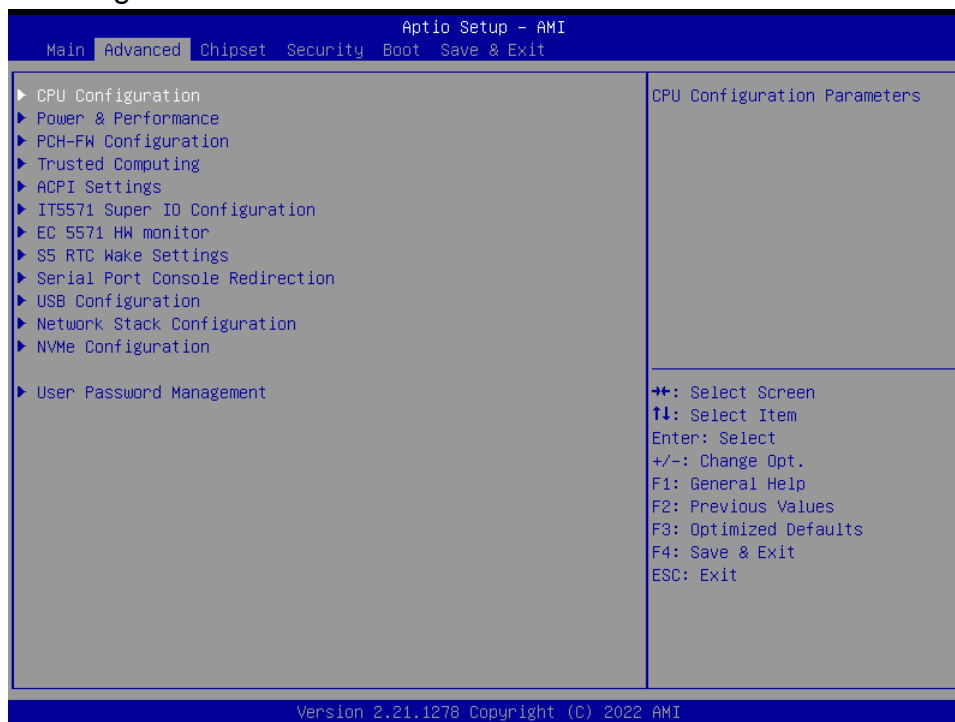 Aptio Setup – AMI
Main Advanced Chipset Security Boot Save & Exit
▶ CPU Configuration
▶ Power & Performance
▶ PCH-FW Configuration
▶ Trusted Computing
▶ ACPI Settings
▶ IT5571 Super IO Configuration
▶ EC 5571 HW monitor
▶ S5 RTC Wake Settings
▶ Serial Port Console Redirection
▶ USB Configuration
▶ Network Stack Configuration
▶ NVMe Configuration
▶ User Password Management
CPU Configuration Parameters
→←: Select Screen
↑↓: Select Item
Enter: Select
+/-: Change Opt.
F1: General Help
F2: Previous Values
F3: Optimized Defaults
F4: Save & Exit
ESC: Exit
Version 2.21.1278 Copyright (C) 2022 AMI